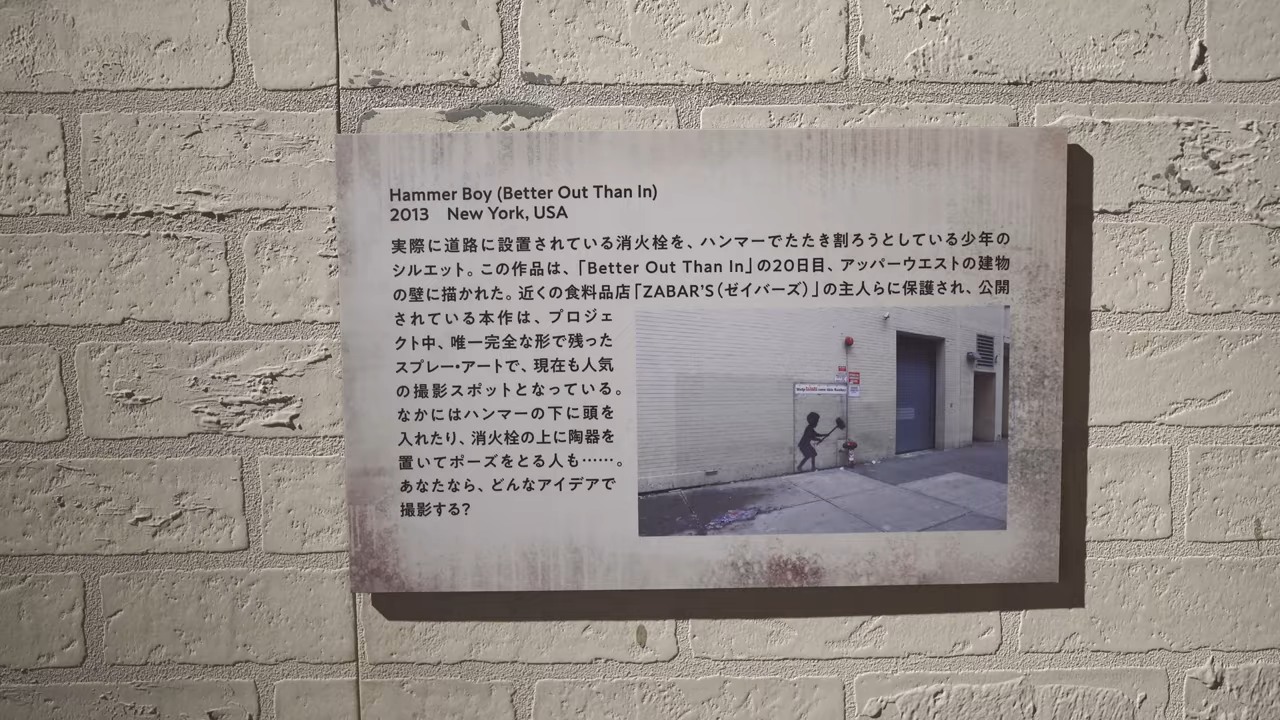 Hammer Boy (Better Out Than In)
2013 New York, USA
実際に道路に設置されている消火栓を、ハンマーでたたき割ろうとしている少年の
シルエット。この作品は、「Better Out Than In」の20日目、アッパーウエストの建物
の壁に描かれた。近くの食料品店「ZABAR'S（ゼイバーズ）」の主人らに保護され、公開
されている本作は、プロジェ
クト中、唯一完全な形で残った
スプレー・アートで、現在も人気
の撮影スポットとなっている。
なかにはハンマーの下に頭を
入れたり、消火栓の上に陶器を
置いてポーズをとる人も……。
あなたなら、どんなアイデアで
撮影する?